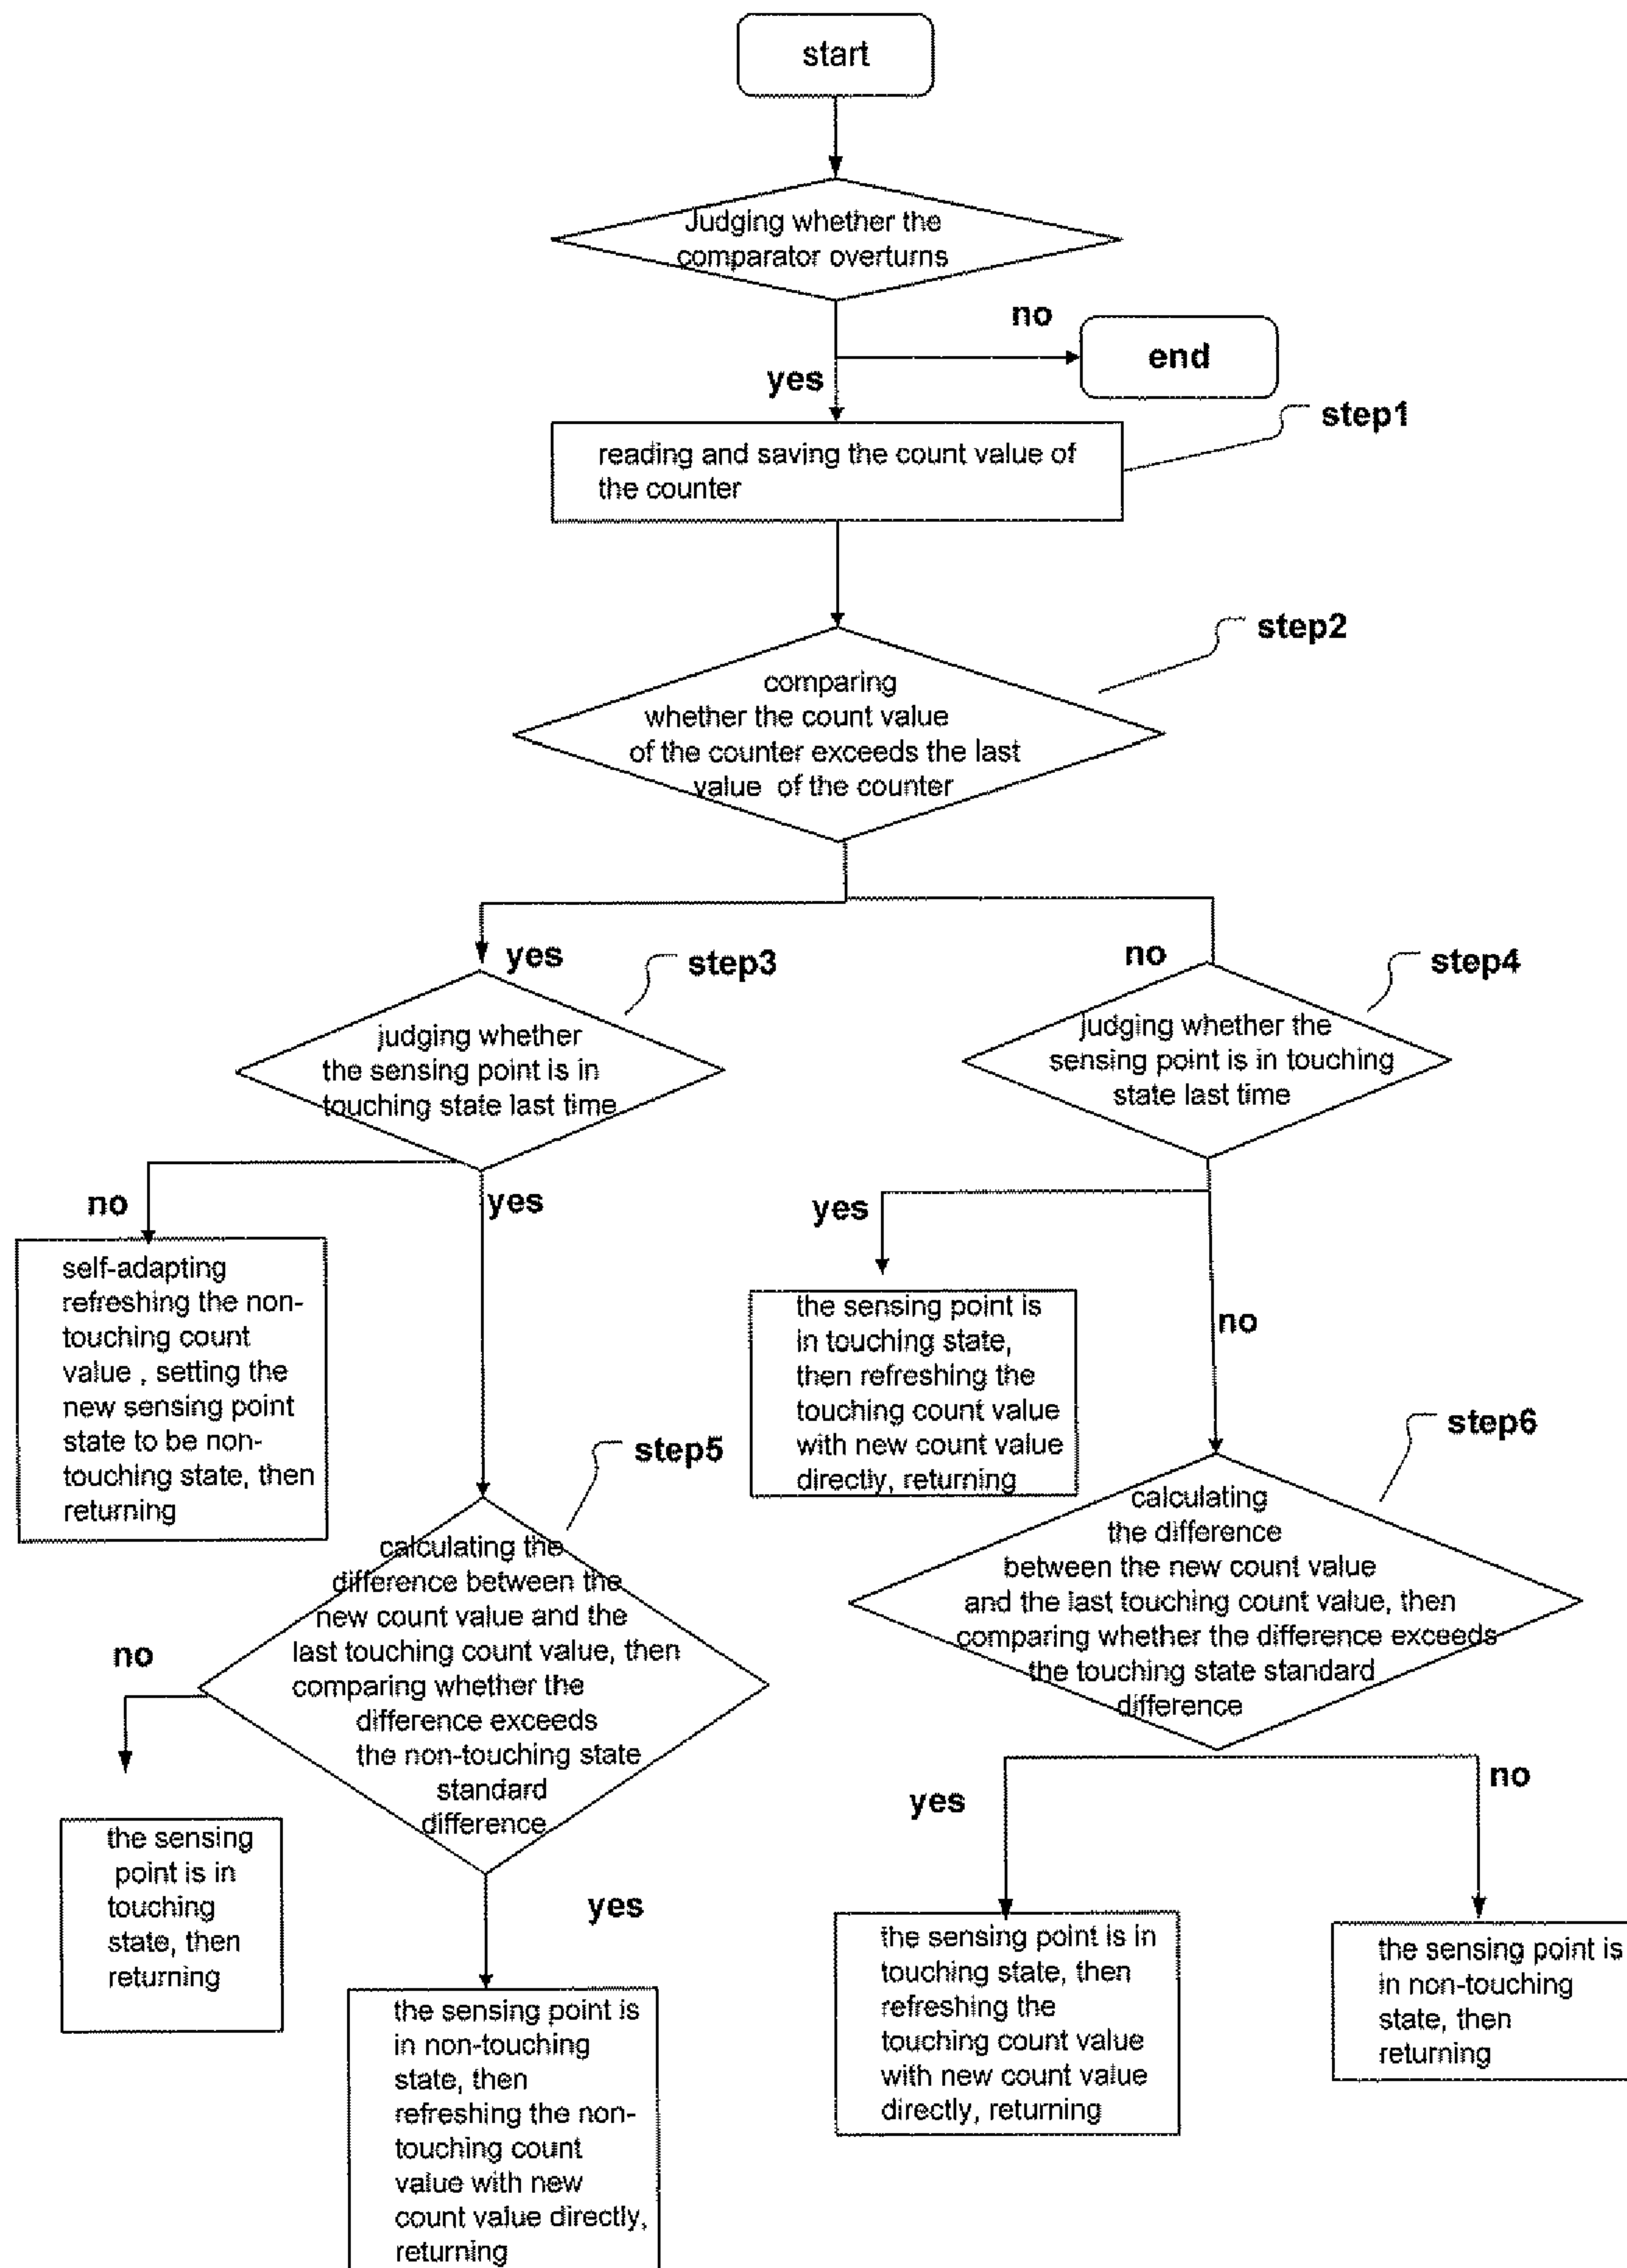 start
Judging whether the
comparator overturns
no
end
yes
step1
reading and saving the count value of
the counter
step2
comparing
whether the count value
of the counter exceeds the last
value of the counter
yes
step3
no
step4
judging whether
the sensing point is in
touching state last time
judging whether the
sensing point is in touching
state last time
no
yes
yes
no
self-adapting
refreshing the non-
touching count
value , setting the
new sensing point
state to be non-
touching state, then
returning
the sensing point is
in touching state,
then refreshing the
touching count value
with new count value
directly, returning
step5
step6
calculating the
difference between the
new count value and the
last touching count value, then
comparing whether the
difference exceeds
the non-touching state
standard
difference
calculating
the difference
between the new count value
and the last touching count value, then
comparing whether the difference exceeds
the touching state standard
difference
no
yes
yes
no
the sensing
point is in
touching
state, then
returning
the sensing point is
in non-touching
state, then
refreshing the non-
touching count
value with new
count value directly,
returning
the sensing point is in
touching state, then
refreshing the
touching count value
with new count value
directly, returning
the sensing point is
in non-touching
state, then
returning